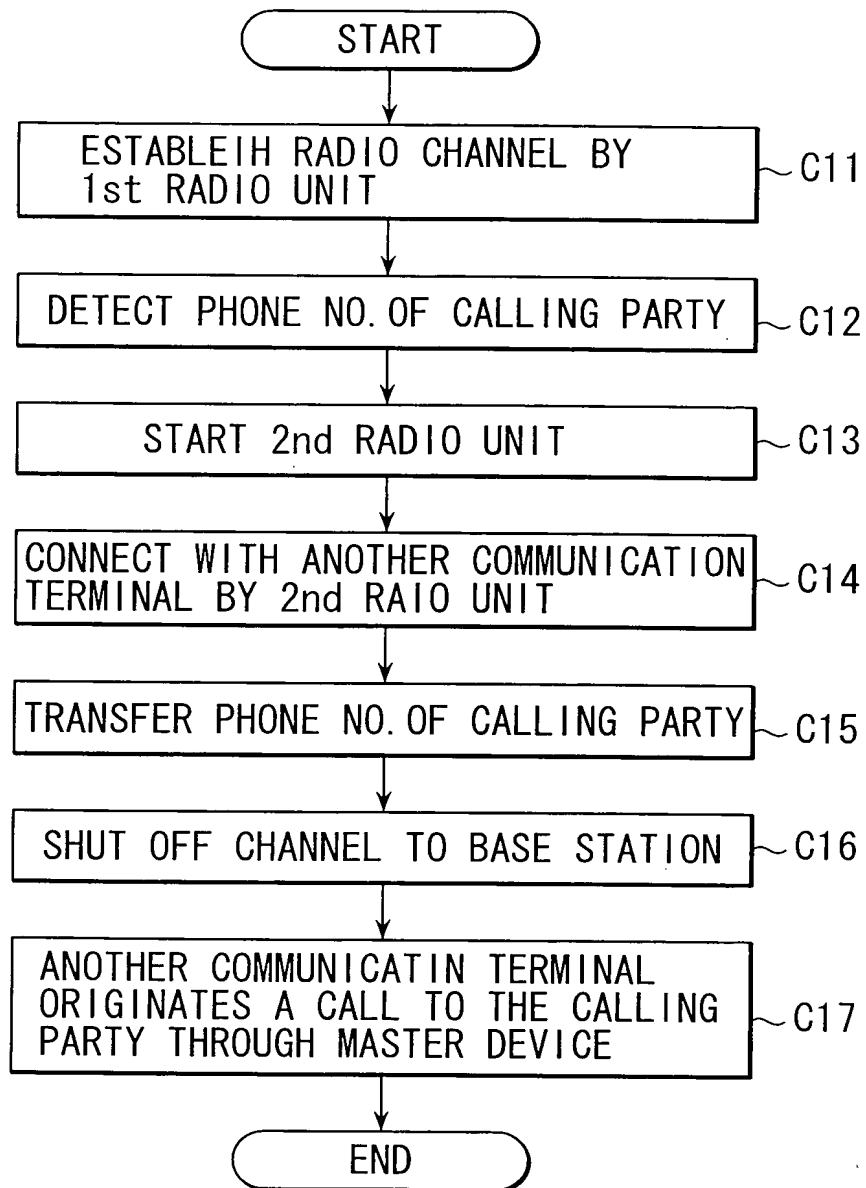 START
ESTABLEIH RADIO CHANNEL BY
1st RADIO UNIT
C11
DETECT PHONE NO. OF CALLING PARTY
C12
START 2nd RADIO UNIT
C13
CONNECT WITH ANOTHER COMMUNICATION
TERMINAL BY 2nd RAIO UNIT
C14
TRANSFER PHONE NO. OF CALLING PARTY
C15
SHUT OFF CHANNEL TO BASE STATION
C16
ANOTHER COMMUNICATIN TERMINAL
ORIGINATES A CALL TO THE CALLING
PARTY THROUGH MASTER DEVICE
C17
END